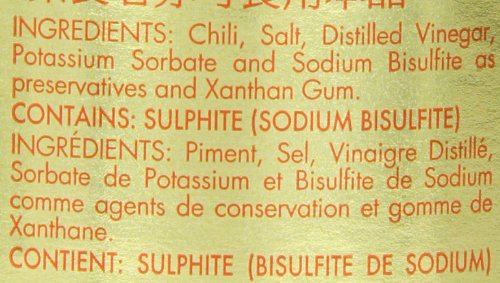 INGREDIENTS: Chili, Salt, Distilled Vinegar,
Potassium Sorbate and Sodium Bisulfite as
preservatives and Xanthan Gum.
CONTAINS: SULPHITE (SODIUM BISULFITE)
INGRÉDIENTS: Piment, Sel, Vinaigre Distillé,
Sorbate de Potassium et Bisulfite de Sodium
comme agents de conservation et gomme de
Xanthane.
CONTIENT: SULPHITE (BISULFITE DE SODIUM)